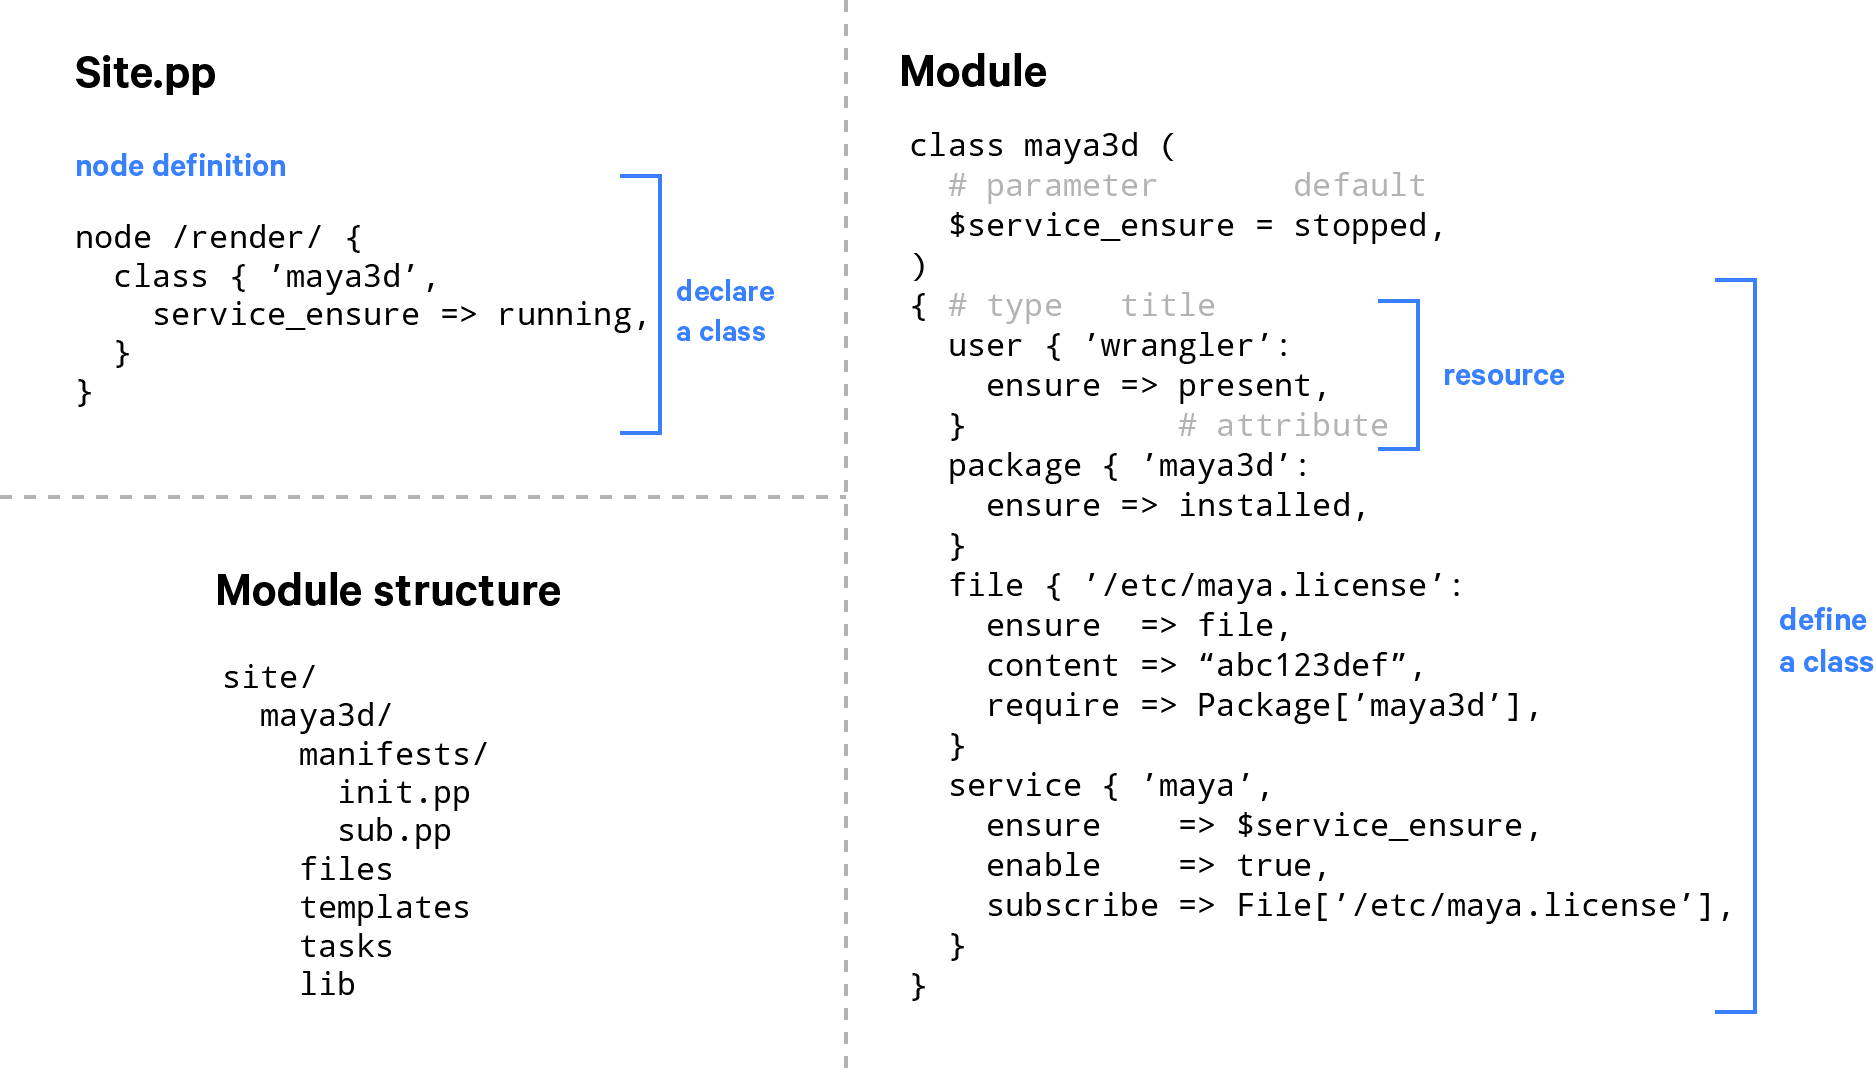 Site.pp
node definition
node /render/ {
  class { ’maya3d’,
    service_ensure => running,
  }
}
declare
a class
Module structure
site/
  maya3d/
    manifests/
      init.pp
      sub.pp
    files
    templates
    tasks
    lib
Module
class maya3d (
  # parameter       default
  $service_ensure = stopped,
)
{ # type   title
  user { ’wrangler’:
    ensure => present,
  }           # attribute
resource
  package { ’maya3d’:
    ensure => installed,
  }
  file { ’/etc/maya.license’:
    ensure  => file,
    content => “abc123def”,
    require => Package[’maya3d’],
  }
  service { ’maya’,
    ensure    => $service_ensure,
    enable    => true,
    subscribe => File[’/etc/maya.license’],
  }
}
define
a class